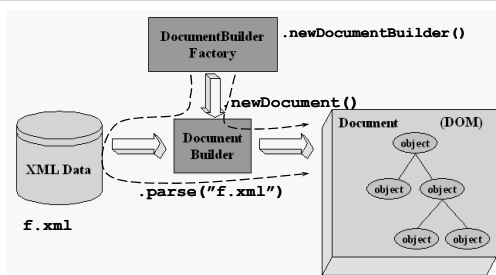 DocumentBuilder
Factory
.newDocumentBuilder()
.newDocument()
Document
Builder
XML Data
.parse("f.xml")
f.xml
Document
(DOM)
object
object
object
object
object